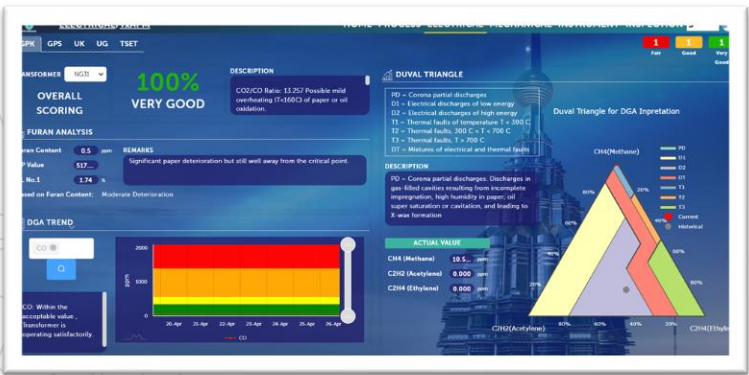 HOME PROCESS ELECTRICAL MECHANICAL INSTRUMENT INSPECTION
GPK GPS UK UG TSET
1 1 1
Fair Good Very Good
NG31
OVERALL SCORING
100%
VERY GOOD
DESCRIPTION
CO2/CO Ratio: 13.257 Possible mild
overheating (T<160C) of paper or oil
oxidation.
FURAN ANALYSIS
Content 0.5 ppm
Value 517...
No.1 1.74
REMARKS
Significant paper deterioration but still well away from the critical point.
on Furan Content: Moderate Deterioration
DGA TREND
CO
CO: Within the
acceptable value ,
Transformer is
operating satisfactorily.
2000
1000
0
ppm
20-Apr 21-Apr 22-Apr 23-Apr 24-Apr 25-Apr 26-Apr
CO
DUVAL TRIANGLE
PD = Corona partial discharges
D1 = Electrical discharges of low energy
D2 = Electrical discharges of high energy
T1 = Thermal faults of temperature T < 300 C
T2 = Thermal faults, 300 C < T < 700 C
T3 = Thermal faults, T > 700 C
DT = Mixtures of electrical and thermal faults
DESCRIPTION
PD = Corona partial discharges. Discharges in
gas-filled cavities resulting from incomplete
impregnation, high humidity in paper, oil
super saturation or cavitation, and leading to
X-wax formation
ACTUAL VALUE
CH4 (Methane) 10.5... ppm
C2H2 (Acetylene) 0.000 ppm
C2H4 (Ethylene) 0.000 ppm
Duval Triangle for DGA Inpretation
CH4(Methane)
PD
D1
D2
DT
T1
T2
T3
Current
Historical
80% 20%
60% 40%
40% 60%
20% 80%
C2H2(Acetylene) 80% 60% 40% 20%